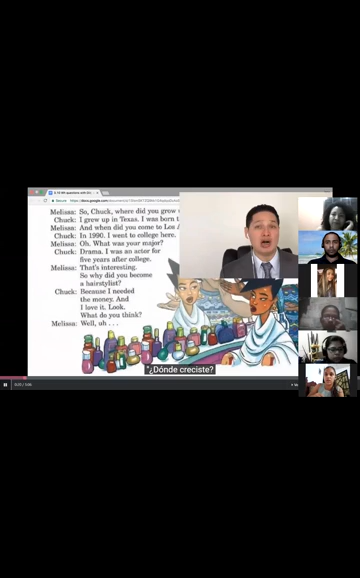 Melissa: So, Chuck, where did you grow
Chuck: I grew up in Texas. I was born
Melissa: And when did you come to Los
Chuck: In 1990. I went to college here.
Melissa: Oh. What was your major?
Chuck: Drama. I was an actor for
five years after college.
Melissa: That's interesting.
So why did you become
a hairstylist?
Chuck: Because I needed
the money. And
I love it. Look.
What do you think?
Melissa: Well, uh . . .
"¿Dónde creciste?